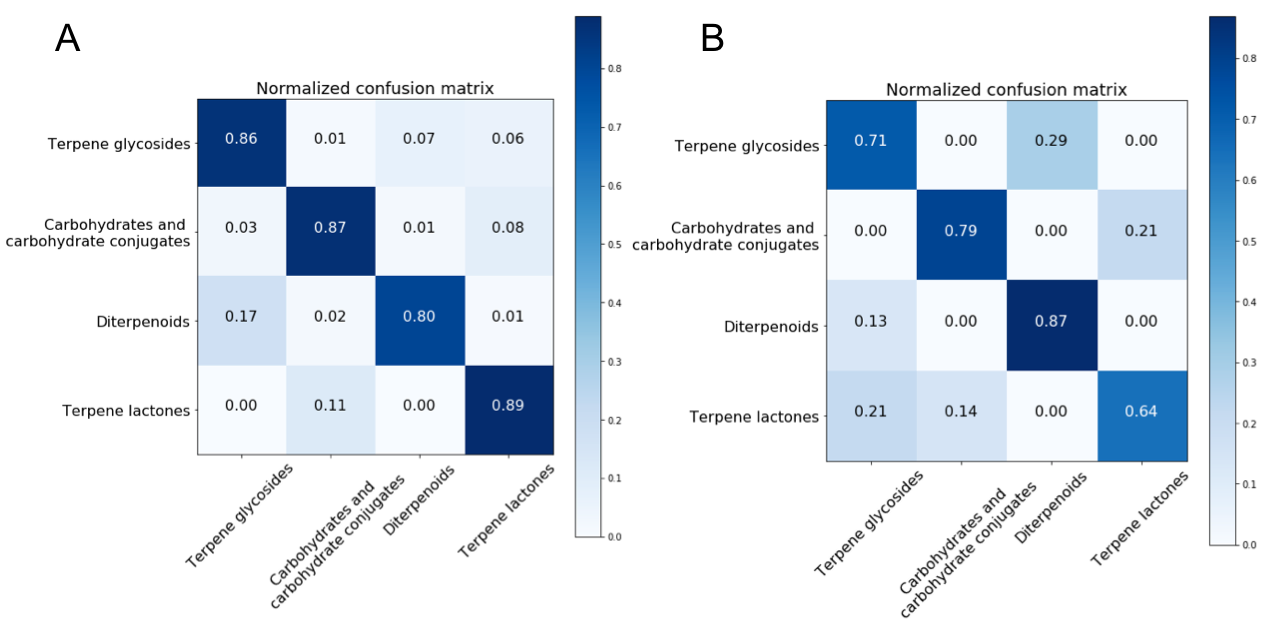 A
Normalized confusion matrix
Terpene glycosides
0.86 0.01 0.07 0.06
Carbohydrates and
carbohydrate conjugates
0.03 0.87 0.01 0.08
Diterpenoids
0.17 0.02 0.80 0.01
Terpene lactones
0.00 0.11 0.00 0.89
Terpene glycosides
Carbohydrates and
carbohydrate conjugates
Diterpenoids
Terpene lactones
0.8
0.7
0.6
0.5
0.4
0.3
0.2
0.1
0.0
B
Normalized confusion matrix
Terpene glycosides
0.71 0.00 0.29 0.00
Carbohydrates and
carbohydrate conjugates
0.00 0.79 0.00 0.21
Diterpenoids
0.13 0.00 0.87 0.00
Terpene lactones
0.21 0.14 0.00 0.64
Terpene glycosides
Carbohydrates and
carbohydrate conjugates
Diterpenoids
Terpene lactones
0.8
0.7
0.6
0.5
0.4
0.3
0.2
0.1
0.0